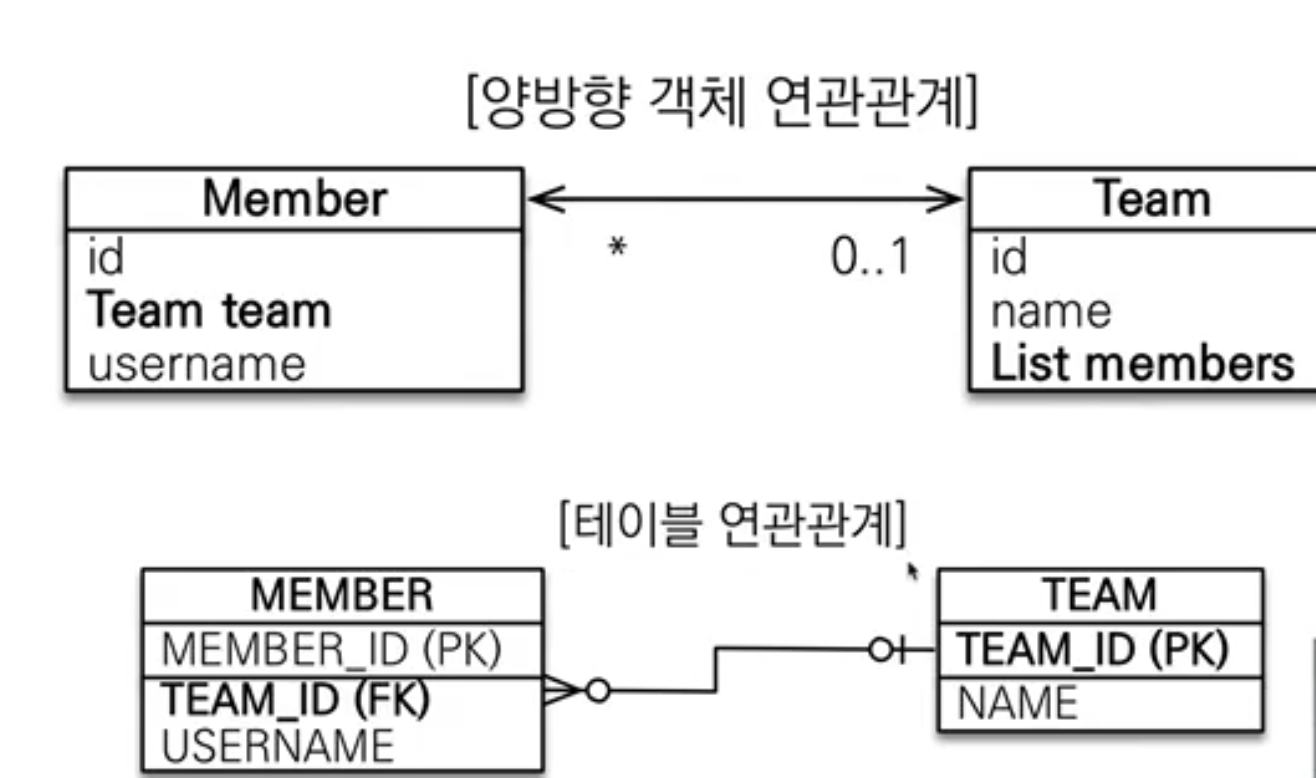 [양방향 객체 연관관계]
Member
id
Team team
username
*
0..1
Team
id
name
List members
[테이블 연관관계]
MEMBER
MEMBER_ID (PK)
TEAM_ID (FK)
USERNAME
TEAM
TEAM_ID (PK)
NAME